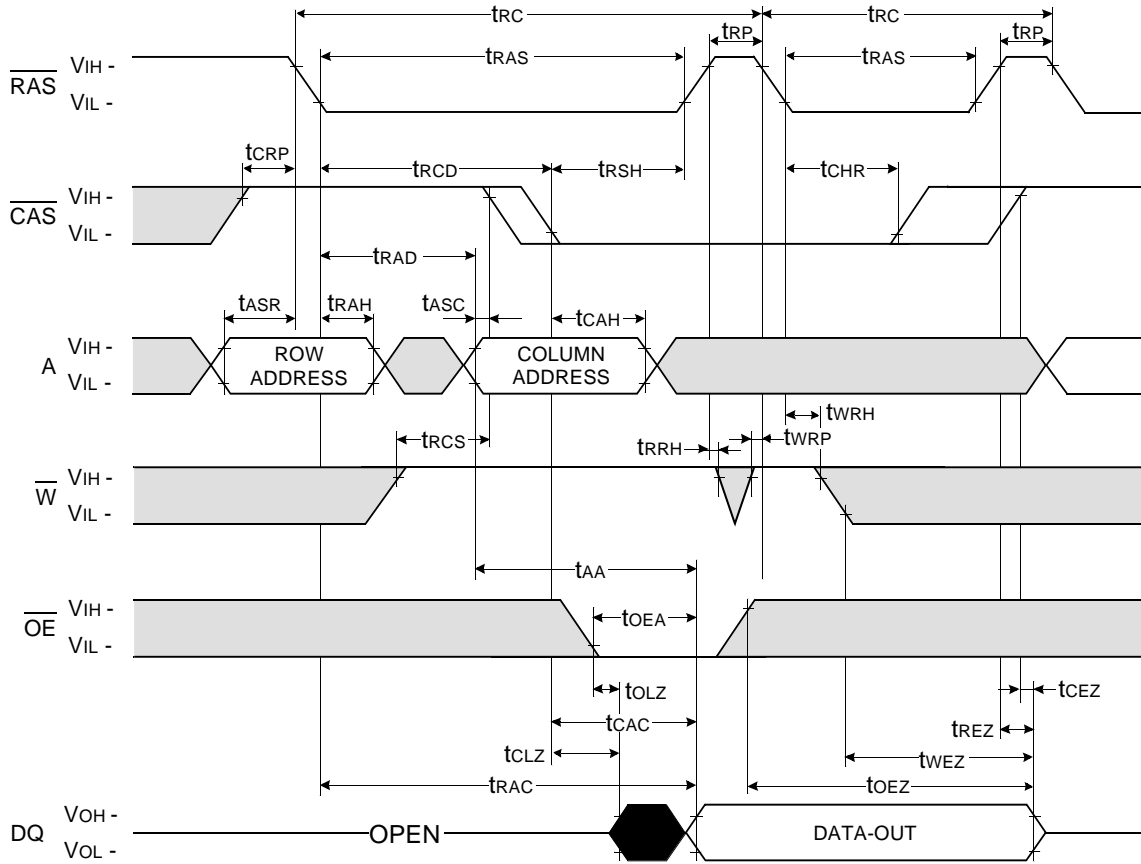 tRC tRC
tRP tRP
tRAS tRAS
RAS VIH -
VIL -
tCRP tRCD tRSH tCHR
CAS VIH -
VIL -
tRAD
tASR tRAH tASC tCAH
A VIH -
VIL -
ROW ADDRESS
COLUMN ADDRESS
tWRH
tRCS tRRH tWRP
W VIH -
VIL -
tAA
OE VIH -
VIL -
tOEA
tOLZ tCEZ
tCAC tREZ
tCLZ tWEZ
tRAC tOEZ
DQ VOH -
VOL -
OPEN DATA-OUT